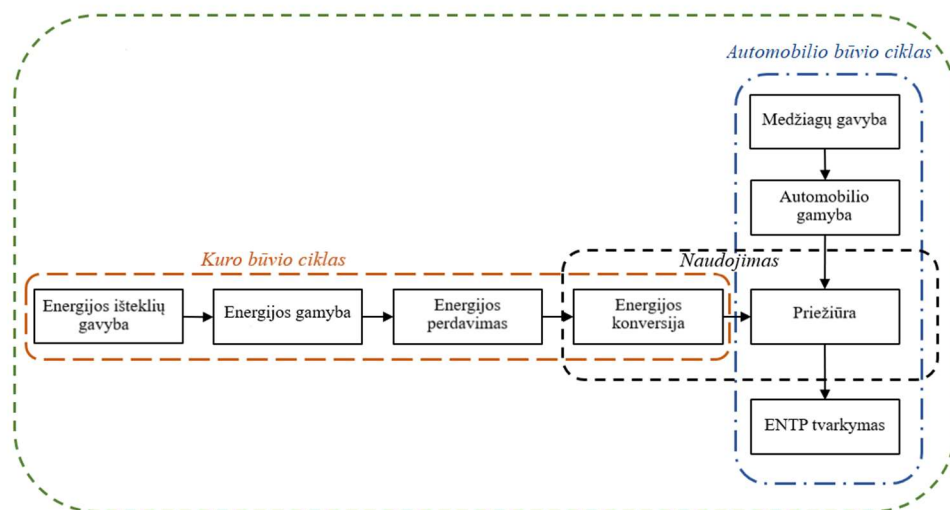 Automobilio būvio ciklas
Medžiagų gavyba
Automobilio
gamyba
Kuro būvio ciklas
Naudojimas
Energijos išteklių
gavyba
Energijos gamyba
Energijos
perdavimas
Energijos
konversija
Priežiūra
ENTP tvarkymas